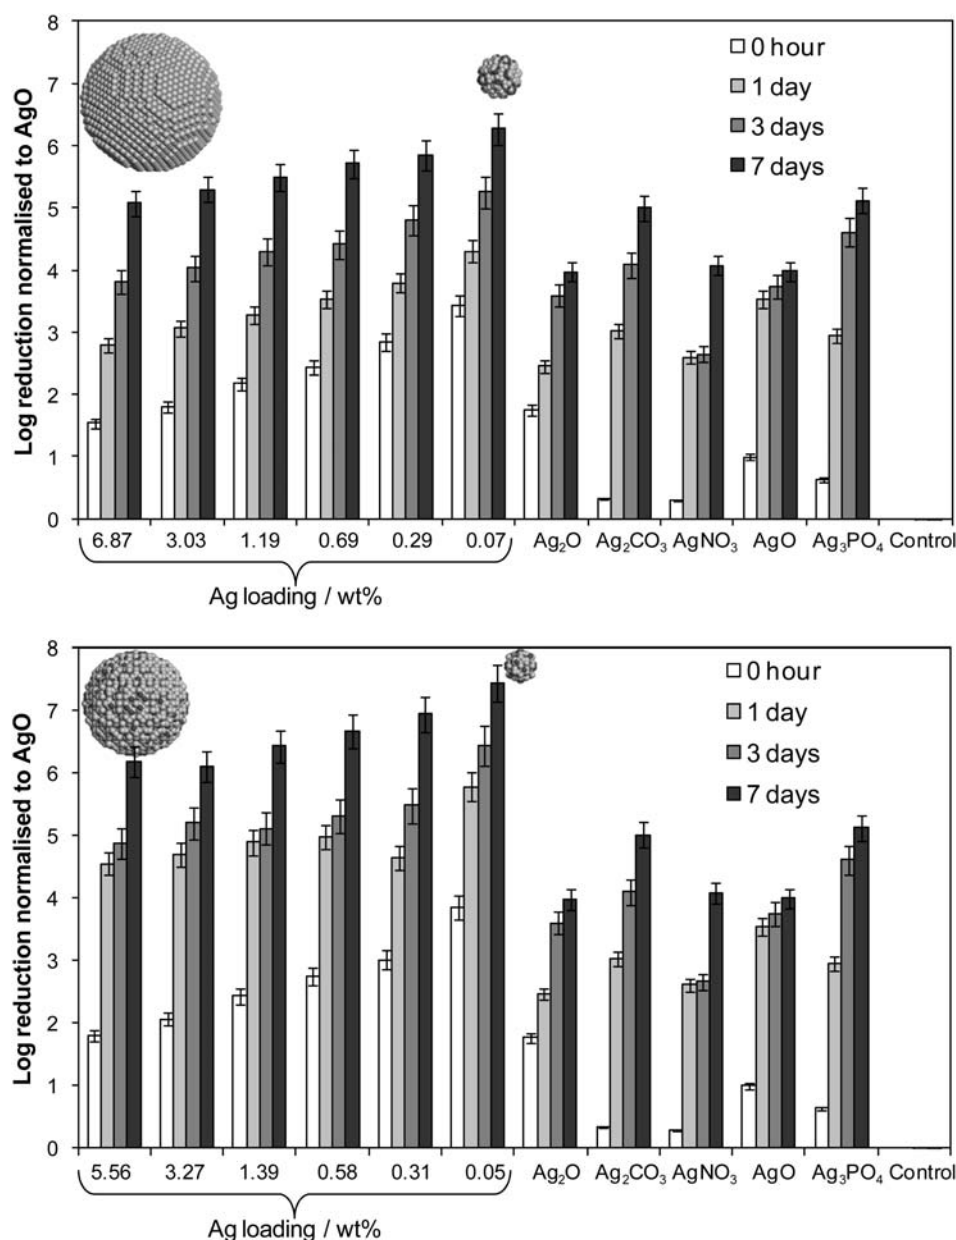 Log reduction normalised to AgO
8
7
6
5
4
3
2
1
0
0 hour
1 day
3 days
7 days
6.87 3.03 1.19 0.69 0.29 0.07 Ag₂O Ag₂CO₃ AgNO₃ AgO Ag₃PO₄ Control
Ag loading / wt%
Log reduction normalised to AgO
8
7
6
5
4
3
2
1
0
0 hour
1 day
3 days
7 days
5.56 3.27 1.39 0.58 0.31 0.05 Ag₂O Ag₂CO₃ AgNO₃ AgO Ag₃PO₄ Control
Ag loading / wt%